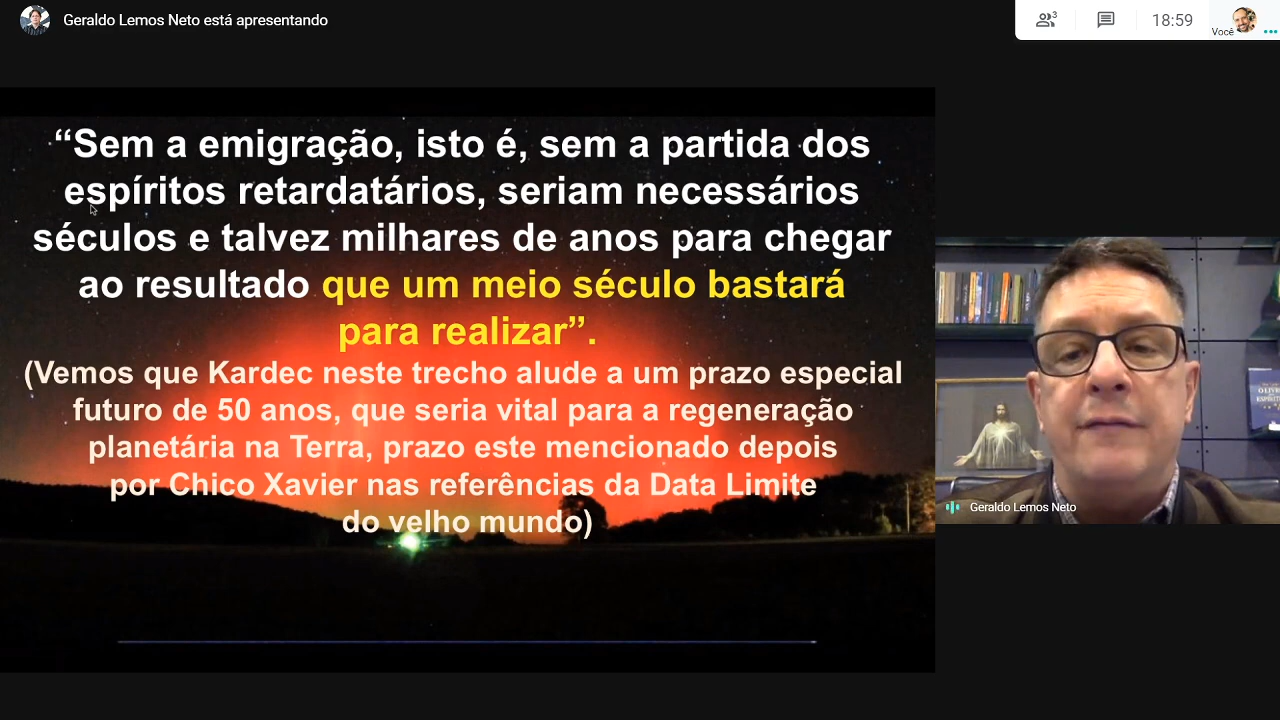 Geraldo Lemos Neto está apresentando
3
18:59
Você
“Sem a emigração, isto é, sem a partida dos
espíritos retardatários, seriam necessários
séculos e talvez milhares de anos para chegar
ao resultado que um meio século bastará
para realizar”.
(Vemos que Kardec neste trecho alude a um prazo especial
futuro de 50 anos, que seria vital para a regeneração
planetária na Terra, prazo este mencionado depois
por Chico Xavier nas referências da Data Limite
do velho mundo)
Geraldo Lemos Neto